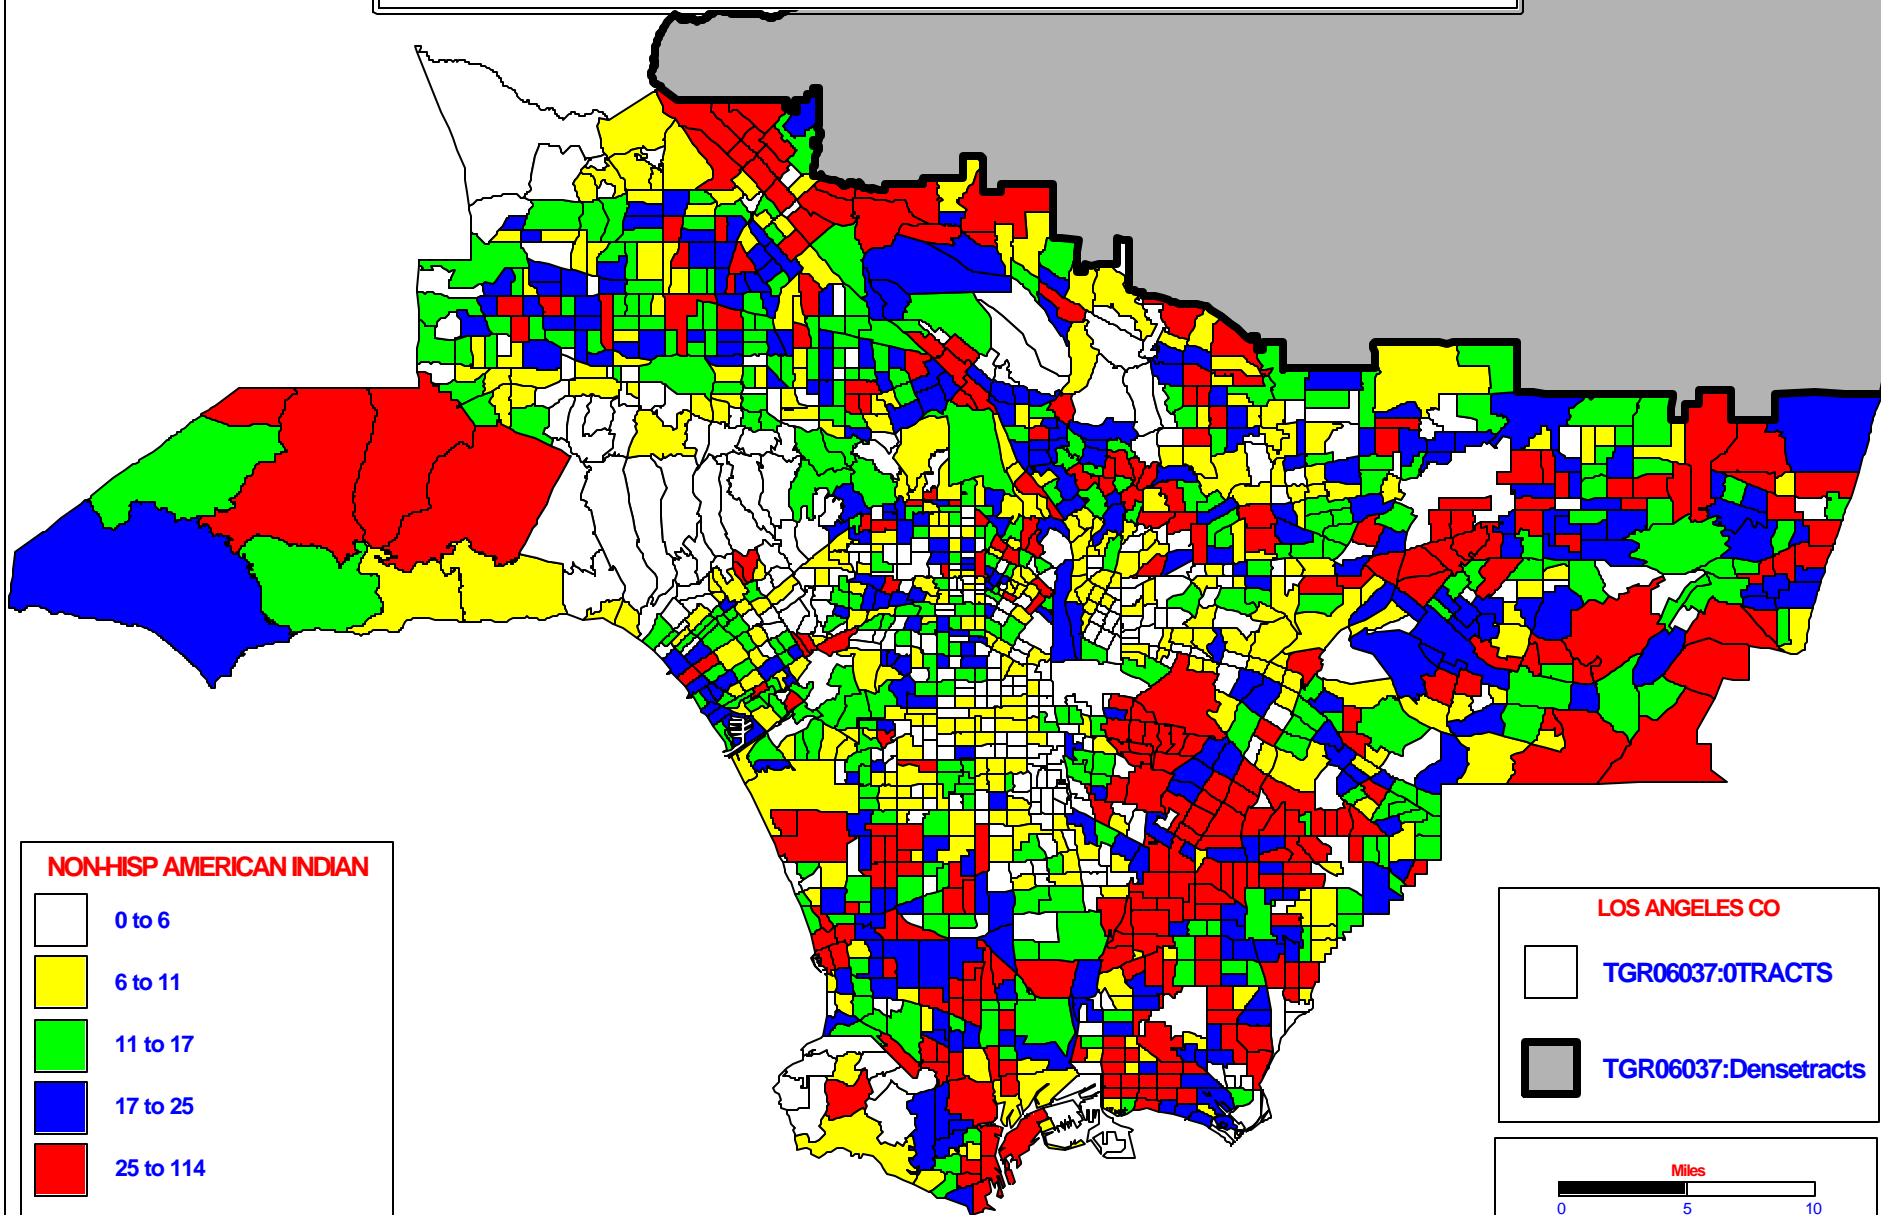 NON-HISP AMERICAN INDIAN
0 to 6
6 to 11
11 to 17
17 to 25
25 to 114
LOS ANGELES CO
TGR06037:0TRACTS
TGR06037:Densetracts
Miles
0 5 10